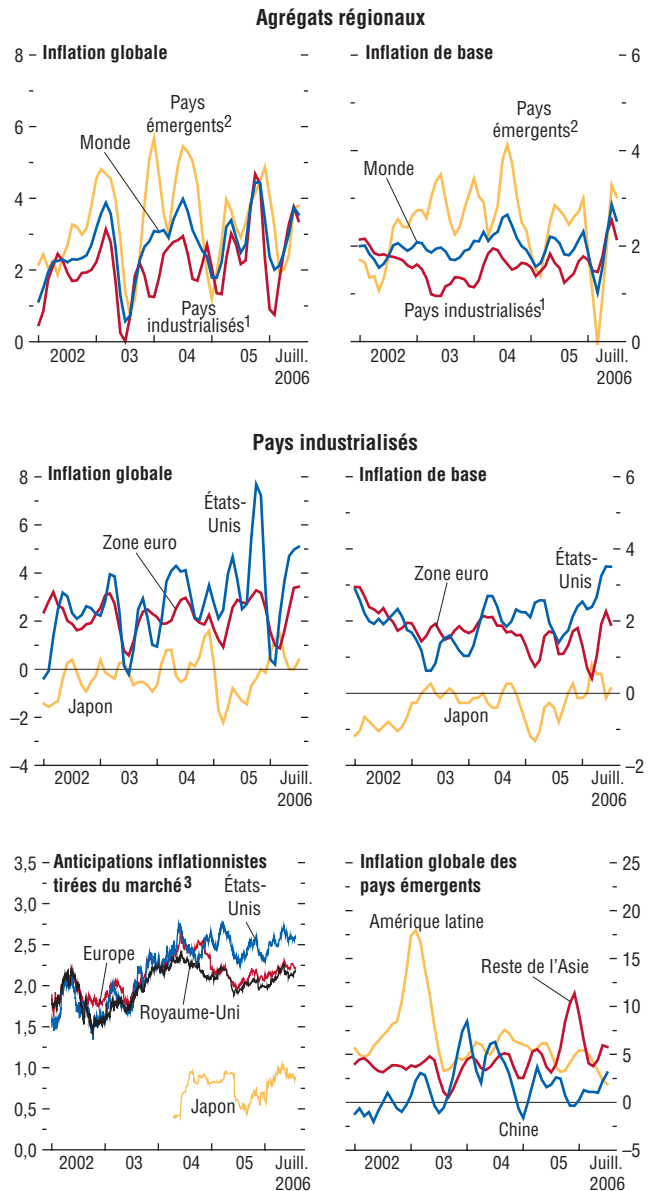 Agrégats régionaux
8
Inflation globale
6
4
2
0
Pays
émergents2
Monde
Pays
industrialisés1
2002
03
04
05
Juill.
2006
Inflation de base
6
4
2
0
Pays
émergents2
Monde
Pays industrialisés1
2002
03
04
05
Juill.
2006
Pays industrialisés
8
Inflation globale
6
4
2
0
–2
–4
États-
Unis
Zone euro
Japon
2002
03
04
05
Juill.
2006
Inflation de base
6
4
2
0
–2
États-
Unis
Zone euro
Japon
2002
03
04
05
Juill.
2006
3,5
Anticipations inflationnistes
tirées du marché3
3,0
2,5
2,0
1,5
1,0
0,5
0,0
États-
Unis
Europe
Royaume-Uni
Japon
2002
03
04
05
Juill.
2006
Inflation globale des
pays émergents
25
20
15
10
5
0
–5
Amérique latine
Reste de l’Asie
Chine
2002
03
04
05
Juill.
2006